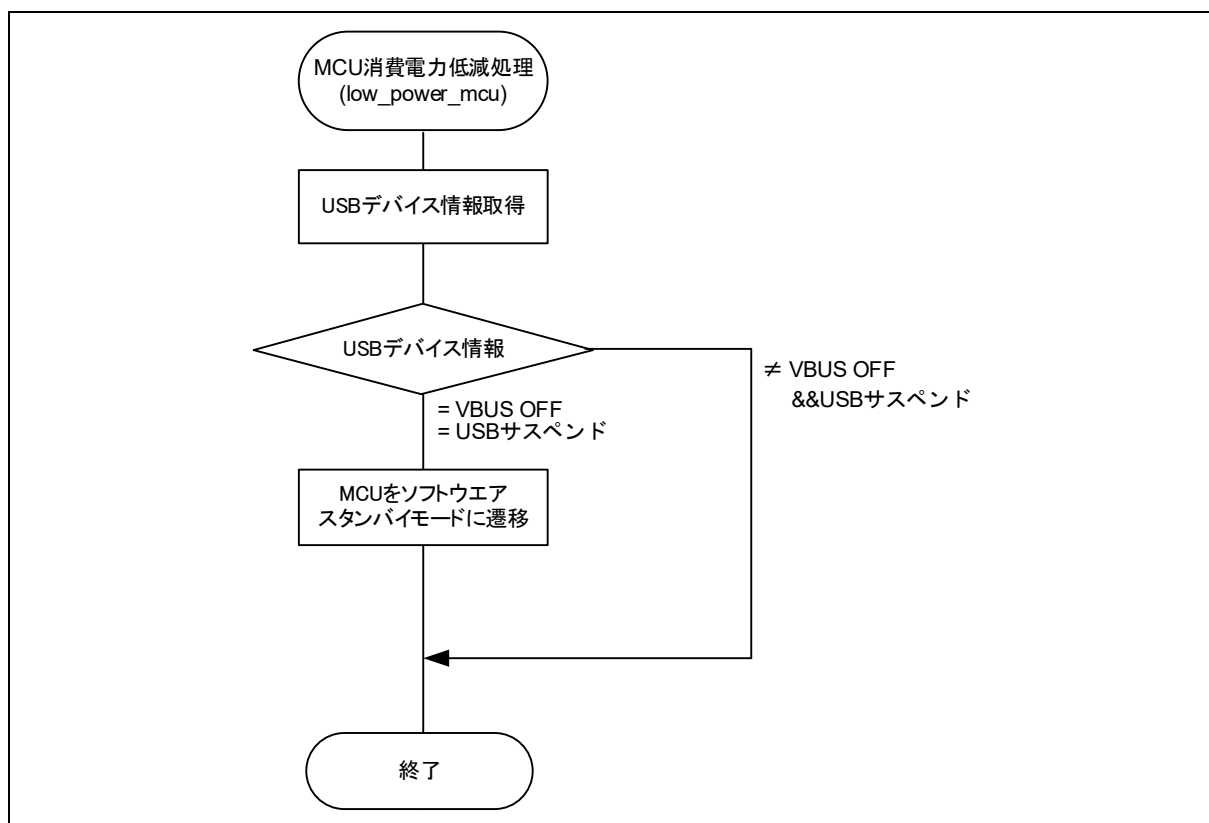 MCU消費電力低減処理
(low_power_mcu)
USBデバイス情報取得
USBデバイス情報
≠ VBUS OFF
&&USBサスペンド
= VBUS OFF
= USBサスペンド
MCUをソフトウエア
スタンバイモードに遷移
終了